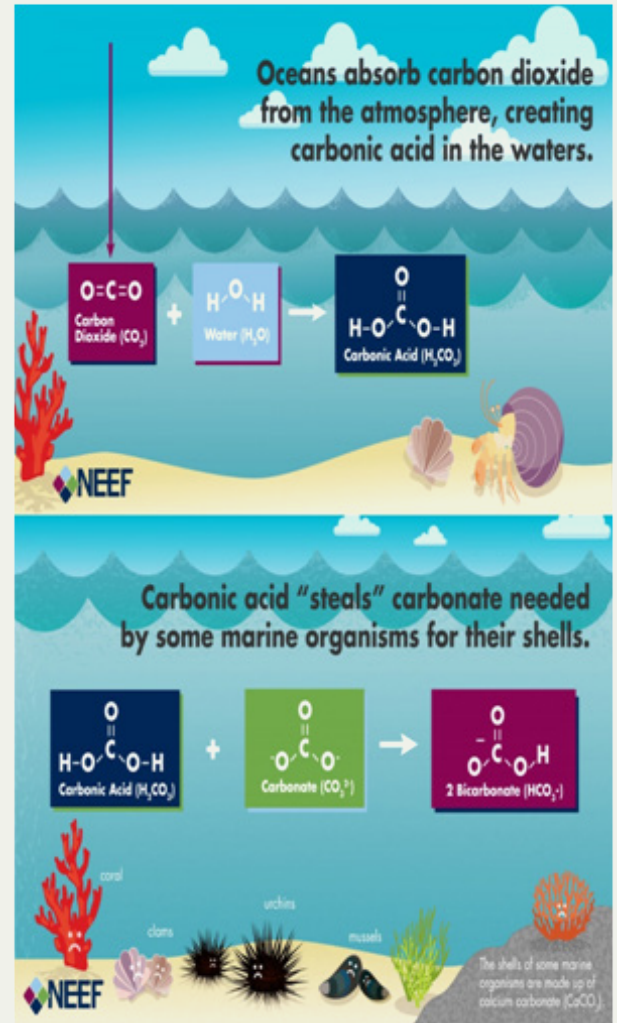 Oceans absorb carbon dioxide
from the atmosphere, creating
carbonic acid in the waters.
O=C=O
Carbon
Dioxide (CO₂)
+
H O H
Water (H₂O)
→
O
H-O C O-H
Carbonic Acid (H₂CO₃)
NEEF
Carbonic acid “steals” carbonate needed
by some marine organisms for their shells.
O
H-O C O-H
Carbonic Acid (H₂CO₃)
+
O
⁻O C O⁻
Carbonate (CO₃²⁻)
→
O
⁻O C O H
2 Bicarbonate (HCO₃⁻)
coral
clams
urchins
mussels
The shells of some marine
organisms are made up of
calcium carbonate (CaCO₃).
NEEF